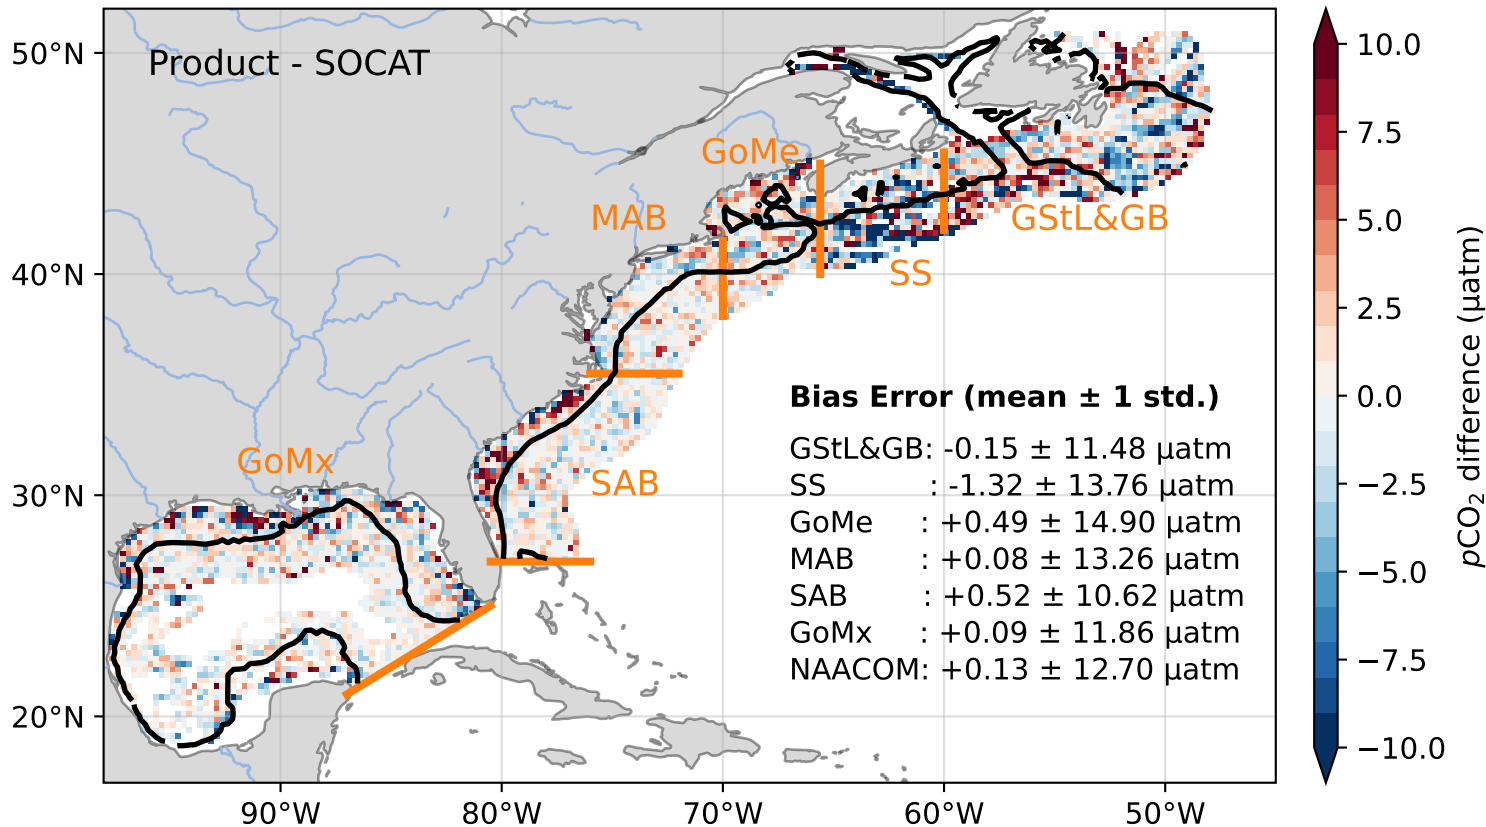 Product - SOCAT
50°N
40°N
30°N
20°N
90°W
80°W
70°W
60°W
50°W
GoMe
MAB
GStL&GB
SS
GoMx
SAB
Bias Error (mean ± 1 std.)
GStL&GB: -0.15 ± 11.48 μatm
SS : -1.32 ± 13.76 μatm
GoMe : +0.49 ± 14.90 μatm
MAB : +0.08 ± 13.26 μatm
SAB : +0.52 ± 10.62 μatm
GoMx : +0.09 ± 11.86 μatm
NAACOM: +0.13 ± 12.70 μatm
10.0
7.5
5.0
2.5
0.0
−2.5
−5.0
−7.5
−10.0
pCO₂ difference (μatm)